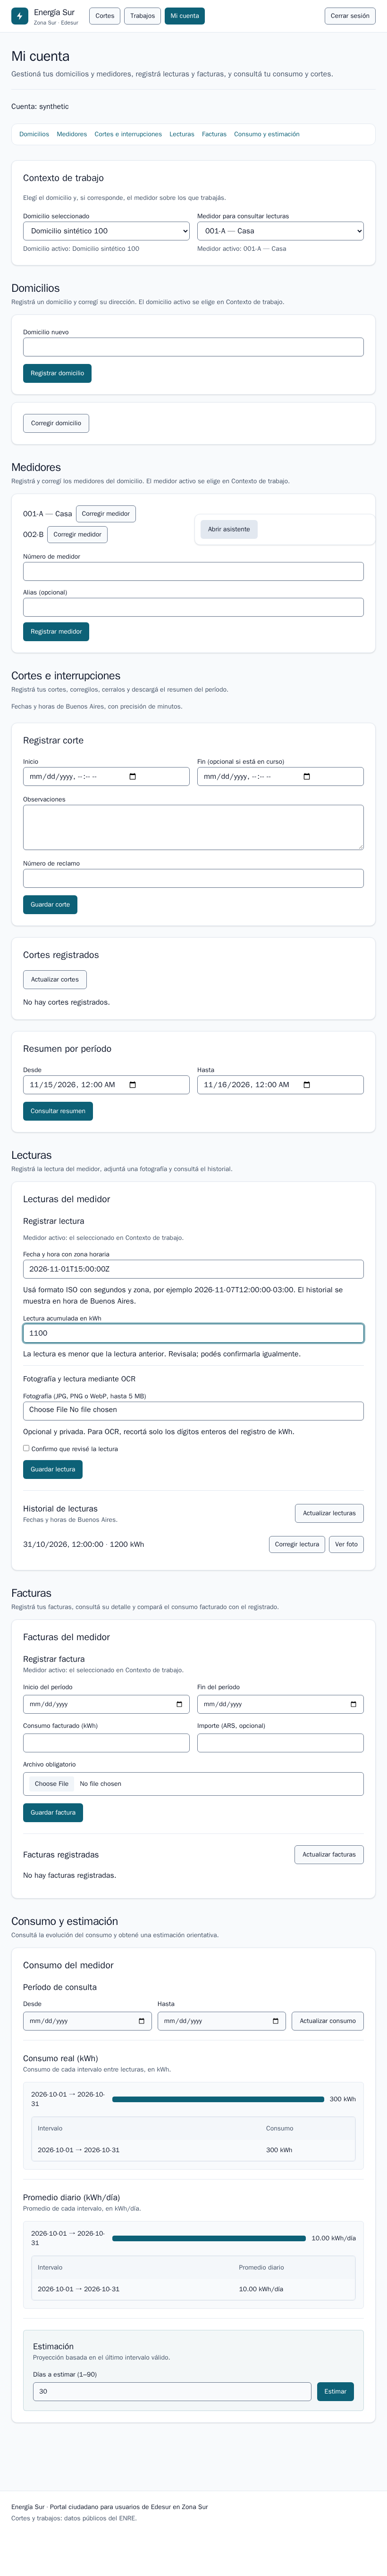 Energía Sur
Zona Sur · Edesur
Cortes
Trabajos
Mi cuenta
Cerrar sesión
Mi cuenta
Gestioná tus domicilios y medidores, registrá lecturas y facturas, y consultá tu consumo y cortes.
Cuenta: synthetic
Domicilios
Medidores
Cortes e interrupciones
Lecturas
Facturas
Consumo y estimación
Contexto de trabajo
Elegí el domicilio y, si corresponde, el medidor sobre los que trabajás.
Domicilio seleccionado
Medidor para consultar lecturas
Domicilio sintético 100
001-A — Casa
Domicilio activo: Domicilio sintético 100
Medidor activo: 001-A — Casa
Domicilios
Registrá un domicilio y corregí su dirección. El domicilio activo se elige en Contexto de trabajo.
Domicilio nuevo
Registrar domicilio
Corregir domicilio
Medidores
Registrá y corregí los medidores del domicilio. El medidor activo se elige en Contexto de trabajo.
001-A — Casa
Corregir medidor
002-B
Corregir medidor
Abrir asistente
Número de medidor
Alias (opcional)
Registrar medidor
Cortes e interrupciones
Registrá tus cortes, corregilos, cerralos y descargá el resumen del período.
Fechas y horas de Buenos Aires, con precisión de minutos.
Registrar corte
Inicio
Fin (opcional si está en curso)
mm/dd/yyyy, --:-- --
mm/dd/yyyy, --:-- --
Observaciones
Número de reclamo
Guardar corte
Cortes registrados
Actualizar cortes
No hay cortes registrados.
Resumen por período
Desde
Hasta
11/15/2026, 12:00 AM
11/16/2026, 12:00 AM
Consultar resumen
Lecturas
Registrá la lectura del medidor, adjuntá una fotografía y consultá el historial.
Lecturas del medidor
Registrar lectura
Medidor activo: el seleccionado en Contexto de trabajo.
Fecha y hora con zona horaria
2026-11-01T15:00:00Z
Usá formato ISO con segundos y zona, por ejemplo 2026-11-07T12:00:00-03:00. El historial se
muestra en hora de Buenos Aires.
Lectura acumulada en kWh
1100
La lectura es menor que la lectura anterior. Revisala; podés confirmarla igualmente.
Fotografía y lectura mediante OCR
Fotografía (JPG, PNG o WebP, hasta 5 MB)
Choose File No file chosen
Opcional y privada. Para OCR, recortá solo los dígitos enteros del registro de kWh.
Confirmo que revisé la lectura
Guardar lectura
Historial de lecturas
Fechas y horas de Buenos Aires.
Actualizar lecturas
31/10/2026, 12:00:00 · 1200 kWh
Corregir lectura
Ver foto
Facturas
Registrá tus facturas, consultá su detalle y compará el consumo facturado con el registrado.
Facturas del medidor
Registrar factura
Medidor activo: el seleccionado en Contexto de trabajo.
Inicio del período
Fin del período
mm/dd/yyyy
mm/dd/yyyy
Consumo facturado (kWh)
Importe (ARS, opcional)
Archivo obligatorio
Choose File No file chosen
Guardar factura
Facturas registradas
Actualizar facturas
No hay facturas registradas.
Consumo y estimación
Consultá la evolución del consumo y obtené una estimación orientativa.
Consumo del medidor
Período de consulta
Desde
Hasta
mm/dd/yyyy
mm/dd/yyyy
Actualizar consumo
Consumo real (kWh)
Consumo de cada intervalo entre lecturas, en kWh.
2026-10-01 → 2026-10-
31
300 kWh
Intervalo
Consumo
2026-10-01 → 2026-10-31
300 kWh
Promedio diario (kWh/día)
Promedio de cada intervalo, en kWh/día.
2026-10-01 → 2026-10-
31
10.00 kWh/día
Intervalo
Promedio diario
2026-10-01 → 2026-10-31
10.00 kWh/día
Estimación
Proyección basada en el último intervalo válido.
Días a estimar (1–90)
30
Estimar
Energía Sur · Portal ciudadano para usuarios de Edesur en Zona Sur
Cortes y trabajos: datos públicos del ENRE.